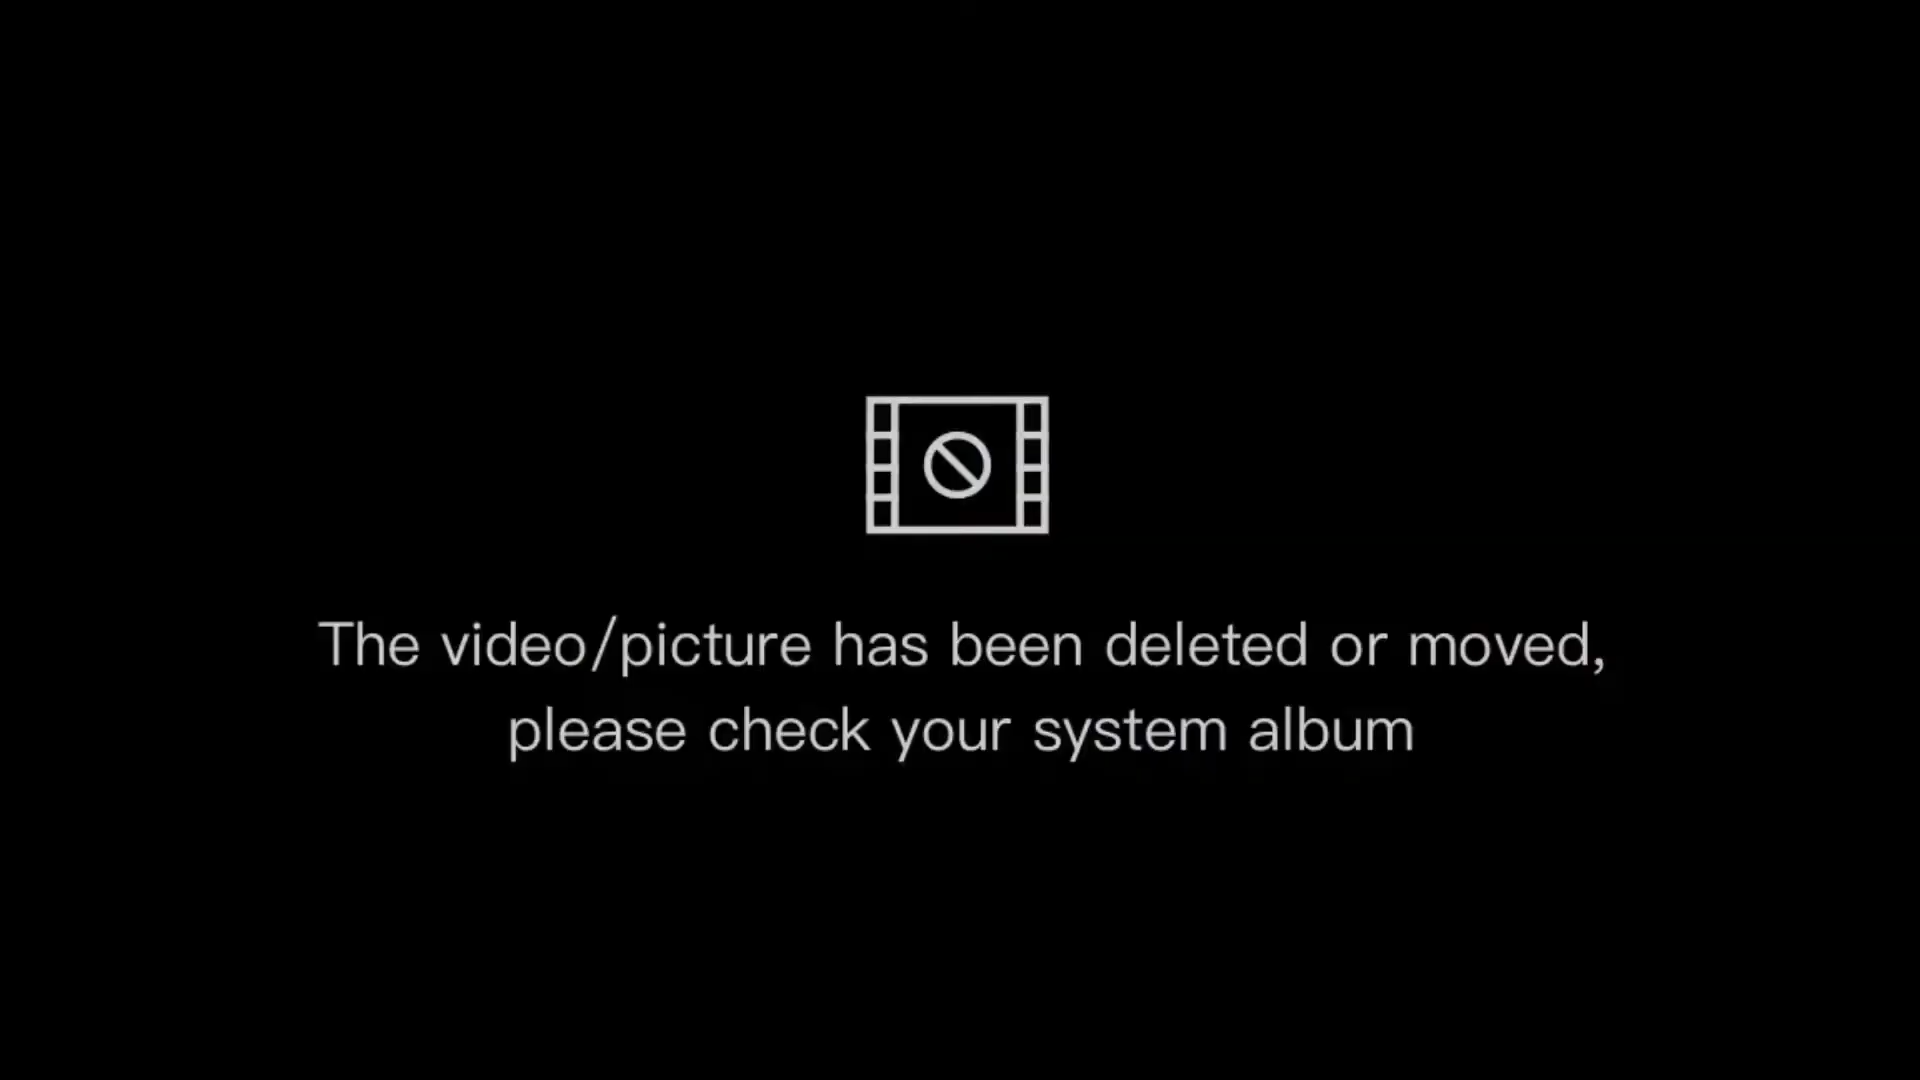 The video/picture has been deleted or moved,
please check your system album